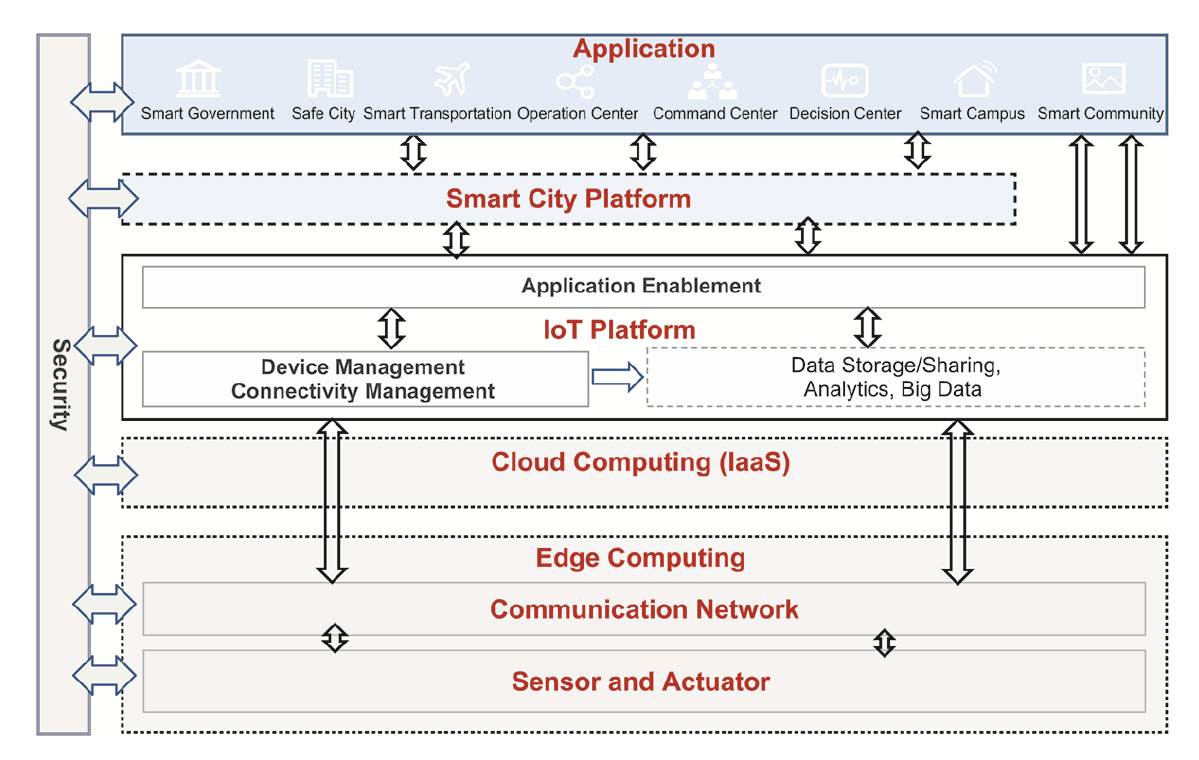 Application
Smart Government Safe City Smart Transportation Operation Center Command Center Decision Center Smart Campus Smart Community
Smart City Platform
Application Enablement
IoT Platform
Device Management
Connectivity Management
Data Storage/Sharing,
Analytics, Big Data
Security
Cloud Computing (IaaS)
Edge Computing
Communication Network
Sensor and Actuator